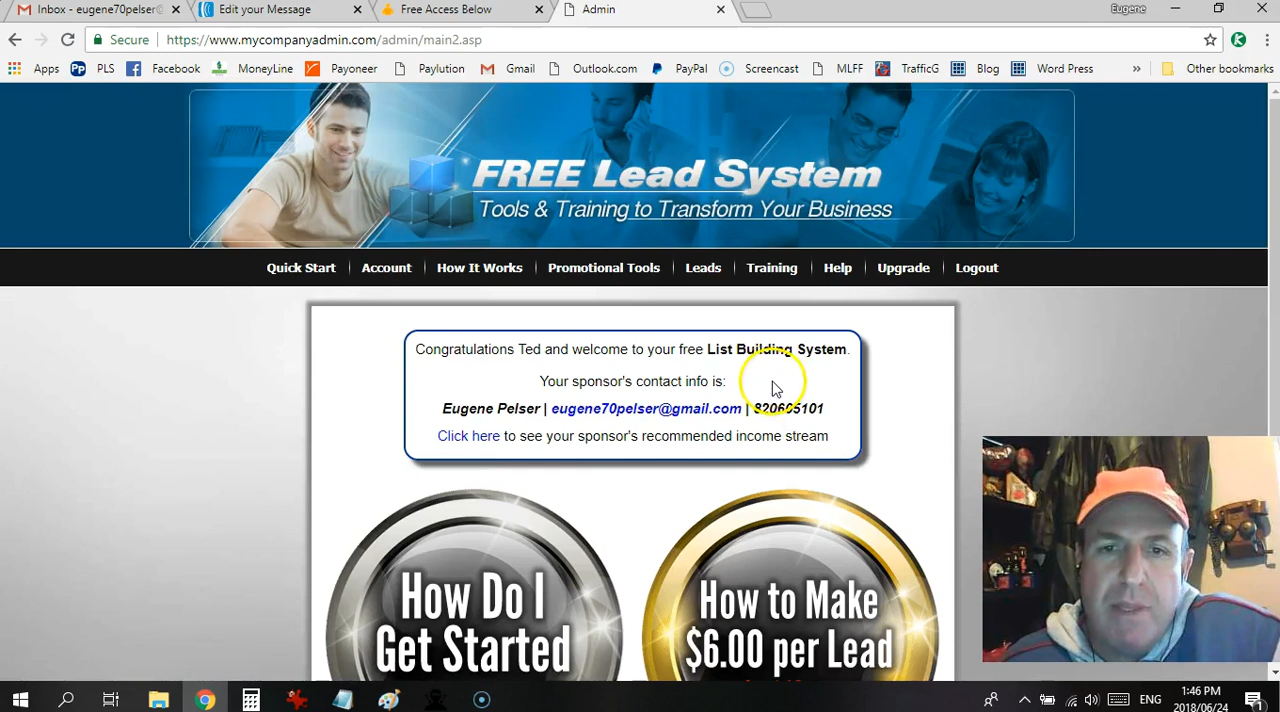 Inbox - eugene70pelser@
Edit your Message
Free Access Below
Admin
Eugene
Secure
https://www.mycompanyadmin.com/admin/main2.asp
Apps
PLS
Facebook
MoneyLine
Payoneer
Paylution
Gmail
Outlook.com
PayPal
Screencast
MLFF
TrafficG
Blog
Word Press
»
Other bookmarks
FREE Lead System
Tools & Training to Transform Your Business
Quick Start
Account
How It Works
Promotional Tools
Leads
Training
Help
Upgrade
Logout
Congratulations Ted and welcome to your free List Building System.
Your sponsor's contact info is:
Eugene Pelser | eugene70pelser@gmail.com | 820605101
Click here to see your sponsor's recommended income stream
How Do I
Get Started
How to Make
$6.00 per Lead
ENG
1:46 PM
2018/06/24